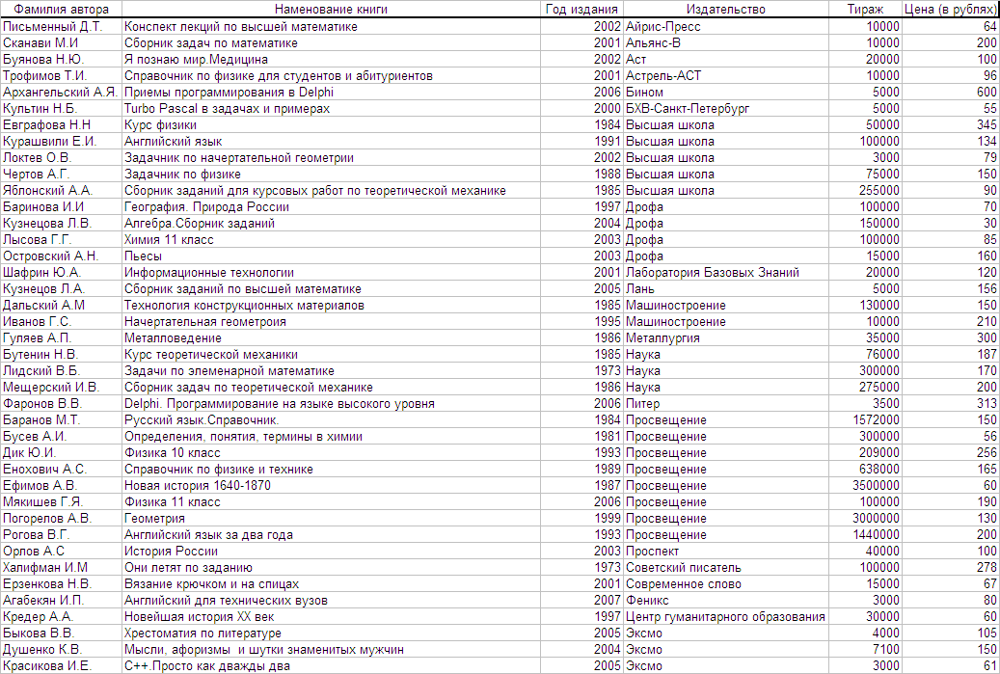 Фамилия автора Наменование книги Год издания Издательство Тираж Цена (в рублях)
Письменный Д.Т. Конспект лекций по высшей математике 2002 Айрис-Пресс 10000 64
Сканави М.И Сборник задач по математике 2001 Альянс-В 10000 200
Буянова Н.Ю. Я познаю мир.Медицина 2002 Аст 20000 100
Трофимов Т.И. Справочник по физике для студентов и абитуриентов 2001 Астрель-АСТ 10000 96
Архангельский А.Я. Приемы программирования в Delphi 2006 Бином 5000 600
Культин Н.Б. Turbo Pascal в задачах и примерах 2000 БХВ-Санкт-Петербург 5000 55
Евграфова Н.Н Курс физики 1984 Высшая школа 50000 345
Курашвили Е.И. Английский язык 1991 Высшая школа 100000 134
Локтев О.В. Задачник по начертательной геометрии 2002 Высшая школа 3000 79
Чертов А.Г. Задачник по физике 1988 Высшая школа 75000 150
Яблонский А.А. Сборник заданий для курсовых работ по теоретической механике 1985 Высшая школа 255000 90
Баринова И.И География. Природа России 1997 Дрофа 100000 70
Кузнецова Л.В. Алгебра.Сборник заданий 2004 Дрофа 150000 30
Лысова Г.Г. Химия 11 класс 2003 Дрофа 100000 85
Островский А.Н. Пьесы 2003 Дрофа 15000 160
Шафрин Ю.А. Информационные технологии 2001 Лаборатория Базовых Знаний 20000 120
Кузнецов Л.А. Сборник заданий по высшей математике 2005 Лань 5000 156
Дальский А.М Технология конструкционных материалов 1985 Машиностроение 130000 150
Иванов Г.С. Начертательная геометроия 1995 Машиностроение 10000 210
Гуляев А.П. Металловедение 1986 Металлургия 35000 300
Бутенин Н.В. Курс теоретической механики 1985 Наука 76000 187
Лидский В.Б. Задачи по элеменарной математике 1973 Наука 300000 170
Мещерский И.В. Сборник задач по теоретической механике 1986 Наука 275000 200
Фаронов В.В. Delphi. Программирование на языке высокого уровня 2006 Питер 3500 313
Баранов М.Т. Русский язык.Справочник. 1984 Просвещение 1572000 150
Бусев А.И. Определения, понятия, термины в химии 1981 Просвещение 300000 56
Дик Ю.И. Физика 10 класс 1993 Просвещение 209000 256
Енохович А.С. Справочник по физике и технике 1989 Просвещение 638000 165
Ефимов А.В. Новая история 1640-1870 1987 Просвещение 3500000 60
Мякишев Г.Я. Физика 11 класс 2006 Просвещение 100000 190
Погорелов А.В. Геометрия 1999 Просвещение 3000000 130
Рогова В.Г. Английский язык за два года 1993 Просвещение 1440000 200
Орлов А.С История России 2003 Проспект 40000 100
Халифман И.М Они летят по заданию 1973 Советский писатель 100000 278
Ерзенкова Н.В. Вязание крючком и на спицах 2001 Современное слово 15000 67
Агабекян И.П. Английский для технических вузов 2007 Феникс 3000 80
Кредер А.А. Новейшая история XX век 1997 Центр гуманитарного образования 30000 60
Быкова В.В. Хрестоматия по литературе 2005 Эксмо 4000 105
Душенко К.В. Мысли, афоризмы и шутки знаменитых мужчин 2004 Эксмо 7100 150
Красикова И.Е. С++.Просто как дважды два 2005 Эксмо 3000 61